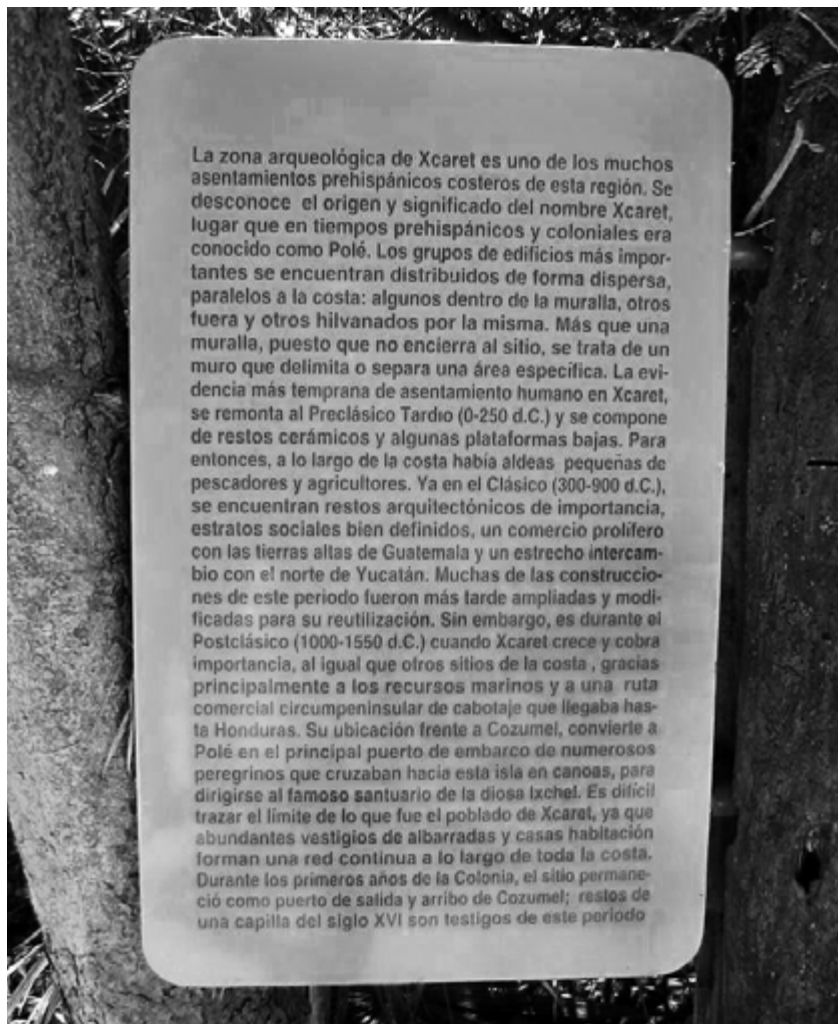 La zona arqueológica de Xcaret es uno de los muchos
asentamientos prehispánicos costeros de esta región. Se
desconoce el origen y significado del nombre Xcaret,
lugar que en tiempos prehispánicos y coloniales era
conocido como Polé. Los grupos de edificios más impor-
tantes se encuentran distribuidos de forma dispersa,
paralelos a la costa: algunos dentro de la muralla, otros
fuera y otros hilvanados por la misma. Más que una
muralla, puesto que no encierra al sitio, se trata de un
muro que delimita o separa una área específica. La evi-
dencia más temprana de asentamiento humano en Xcaret,
se remonta al Preclásico Tardio (0-250 d.C.) y se compone
de restos cerámicos y algunas plataformas bajas. Para
entonces, a lo largo de la costa había aldeas pequeñas de
pescadores y agricultores. Ya en el Clásico (300-900 d.C.),
se encuentran restos arquitectónicos de importancia,
estratos sociales bien definidos, un comercio prolífero
con las tierras altas de Guatemala y un estrecho intercam-
bio con el norte de Yucatán. Muchas de las construccio-
nes de este periodo fueron más tarde ampliadas y modi-
ficadas para su reutilización. Sin embargo, es durante el
Postclásico (1000-1550 d.C.) cuando Xcaret crece y cobra
importancia, al igual que otros sitios de la costa , gracias
principalmente a los recursos marinos y a una ruta
comercial circumpeninsular de cabotaje que llegaba has-
ta Honduras. Su ubicación frente a Cozumel, convierte a
Polé en el principal puerto de embarco de numerosos
peregrinos que cruzaban hacia esta isla en canoas, para
dirigirse al famoso santuario de la diosa Ixchel. Es difícil
trazar el límite de lo que fue el poblado de Xcaret, ya que
abundantes vestigios de albarradas y casas habitación
forman una red continua a lo largo de toda la costa.
Durante los primeros años de la Colonia, el sitio permane-
ció como puerto de salida y arribo de Cozumel; restos de
una capilla del siglo XVI son testigos de este periodo